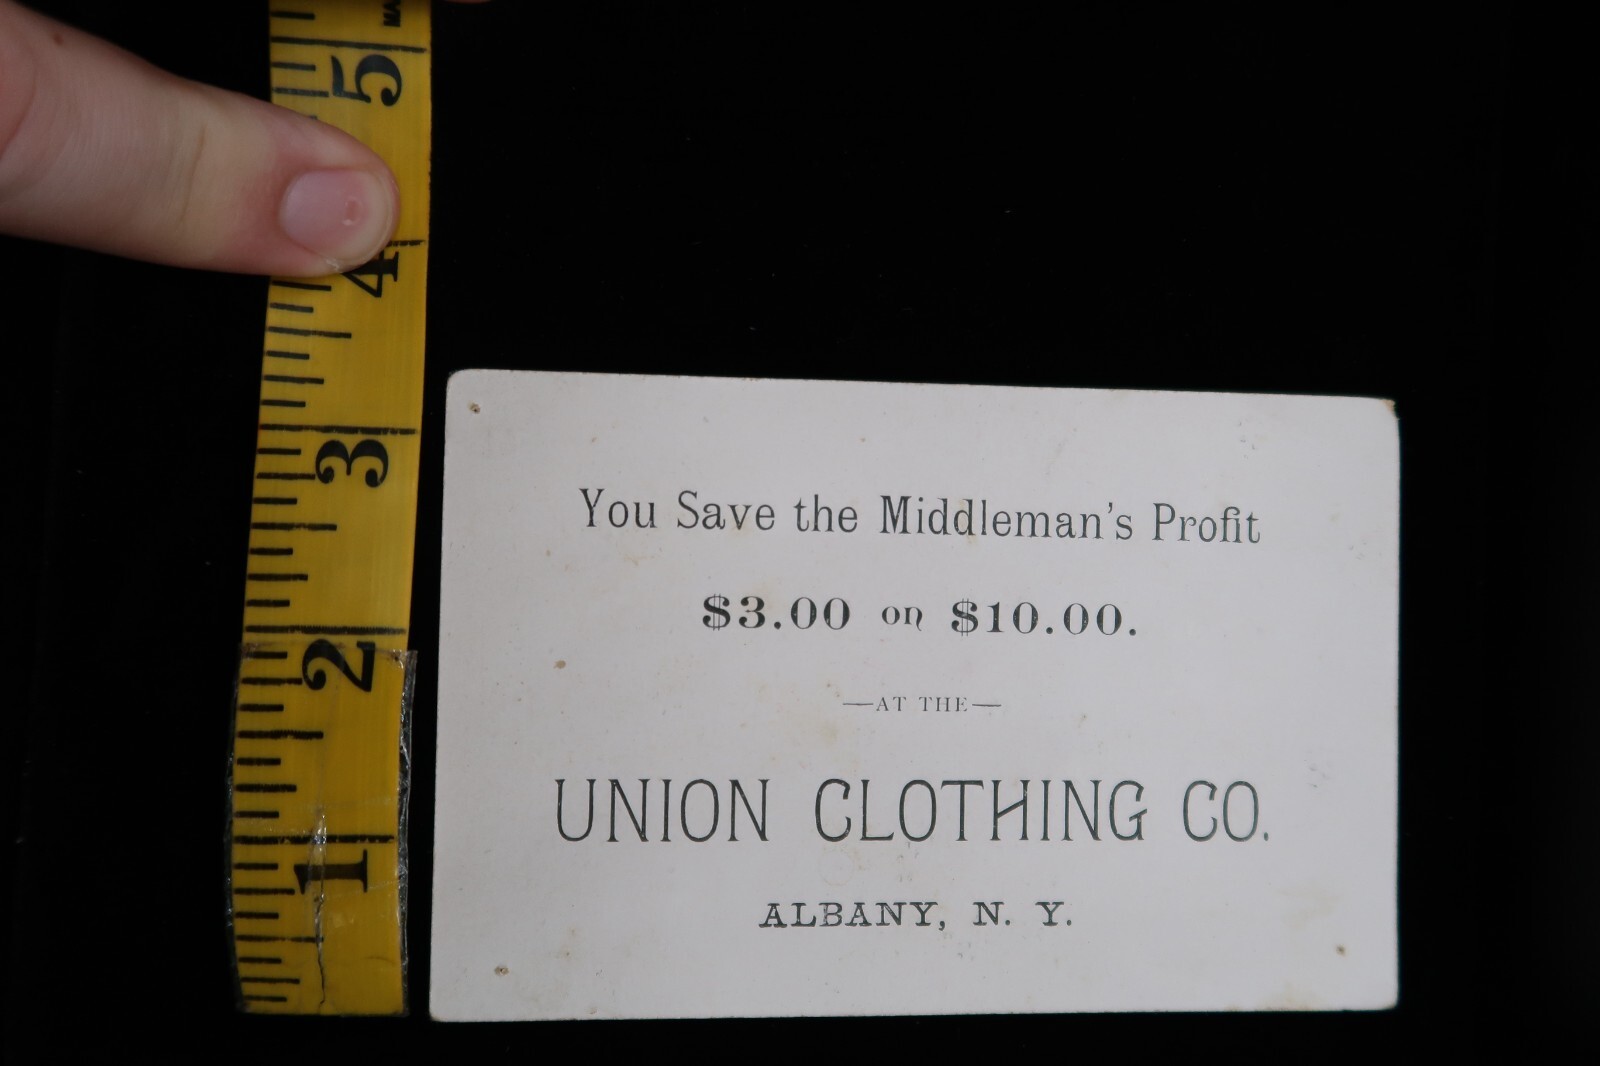 MA
5
4
3
2
1
You Save the Middleman's Profit
$3.00 on $10.00.
—AT THE—
UNION CLOTHING CO.
ALBANY, N. Y.